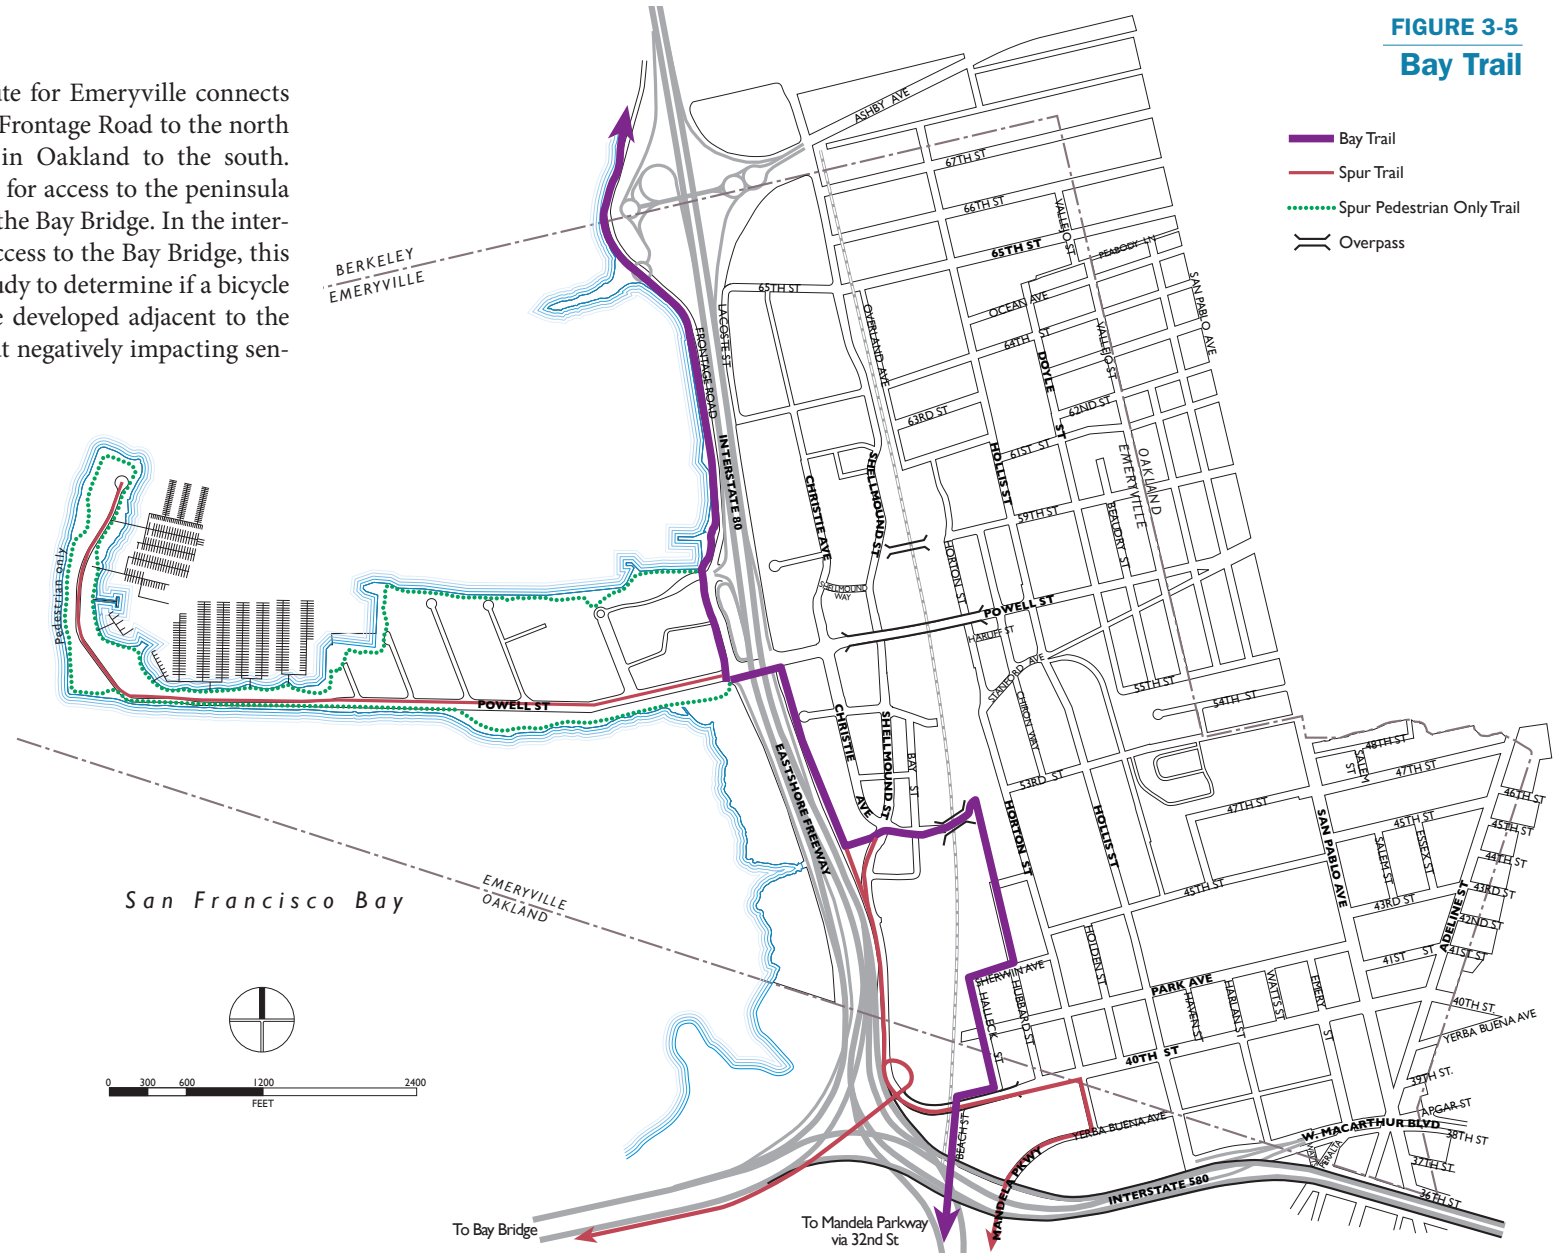 FIGURE 3-5
Bay Trail
ute for Emeryville connects
Frontage Road to the north
in Oakland to the south.
for access to the peninsula
the Bay Bridge. In the inter-
ccess to the Bay Bridge, this
udy to determine if a bicycle
e developed adjacent to the
t negatively impacting sen-
Bay Trail
Spur Trail
Spur Pedestrian Only Trail
Overpass
ASHBY AVE
67TH ST
66TH ST
65TH ST
VALLEJO ST
PEABODY LN
SAN PABLO AVE
BERKELEY
EMERYVILLE
65TH ST
LACOSTE ST
FRONTAGE ROAD
OVERLAND AVE
OCEAN AVE
64TH ST
DOYLE ST
VALLEJO ST
62ND ST
63RD ST
61ST ST
HOLLIS ST
OAKLAND
EMERYVILLE
INTERSTATE 80
CHRISTIE AVE
SHELLMOUND ST
59TH ST
BEAUDRY ST
HORTON ST
SHELLMOUND
WAY
POWELL ST
HARUFF ST
STANFORD AVE
CHIRON WAY
55TH ST
54TH ST
Pedestrian only
POWELL ST
EASTSHORE FREEWAY
CHRISTIE AVE
SHELLMOUND ST
BAY ST
53RD ST
HORTON ST
HOLLIS ST
48TH ST
SALEM ST
47TH ST
47TH ST
46TH ST
45TH ST
45TH ST
44TH ST
SAN PABLO AVE
SALEM ST
ESSEX ST
45TH ST
43RD ST
43RD ST
42ND ST
ADELINE ST
41ST ST
41ST ST
San Francisco Bay
EMERYVILLE
OAKLAND
SHERWIN AVE
HALLECK ST
HUBBARD ST
HOLDEN ST
PARK AVE
HAVEN ST
HARLAN ST
WATTS ST
EMERY ST
40TH ST.
YERBA BUENA AVE
40TH ST
39TH ST.
APGAR ST
38TH ST
W. MACARTHUR BLVD
37TH ST.
36TH ST
WATTS
PERALTA
YERBA BUENA AVE
BEACH ST
MANDELA PKWY
INTERSTATE 580
0 300 600 1200 2400
FEET
To Bay Bridge
To Mandela Parkway
via 32nd St